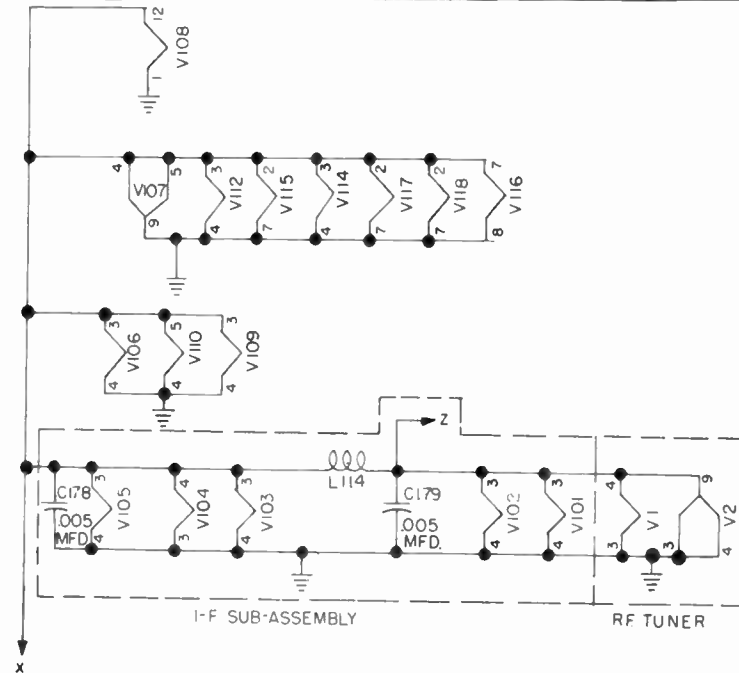 12
V108
1
4 5 3 2 3 2 2 7
V107 V112 V115 V114 V117 V118 V116
9 4 7 4 7 7 8
3 5 3
V106 V110 V109
4 4 4
Z
3 4 3 L114 3 3 4 9
C178 V105 V104 V103 C179 V102 V101 V1 V2
.005 .005
MFD. 4 3 4 MFD. 4 4 3 3 4
I-F SUB-ASSEMBLY RF TUNER
X